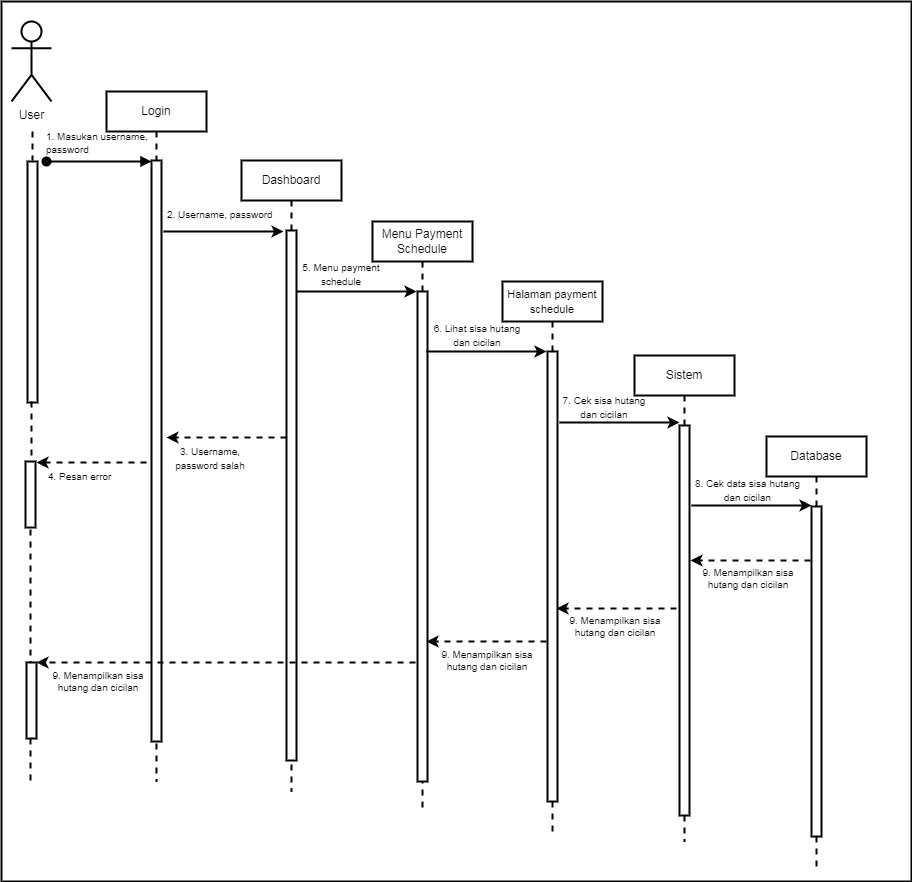 User
Login
1. Masukan username,
password
Dashboard
2. Username, password
Menu Payment
Schedule
5. Menu payment
schedule
Halaman payment
schedule
6. Lihat sisa hutang
dan cicilan
Sistem
7. Cek sisa hutang
dan cicilan
3. Username,
password salah
4. Pesan error
Database
8. Cek data sisa hutang
dan cicilan
9. Menampilkan sisa
hutang dan cicilan
9. Menampilkan sisa
hutang dan cicilan
9. Menampilkan sisa
hutang dan cicilan
9. Menampilkan sisa
hutang dan cicilan